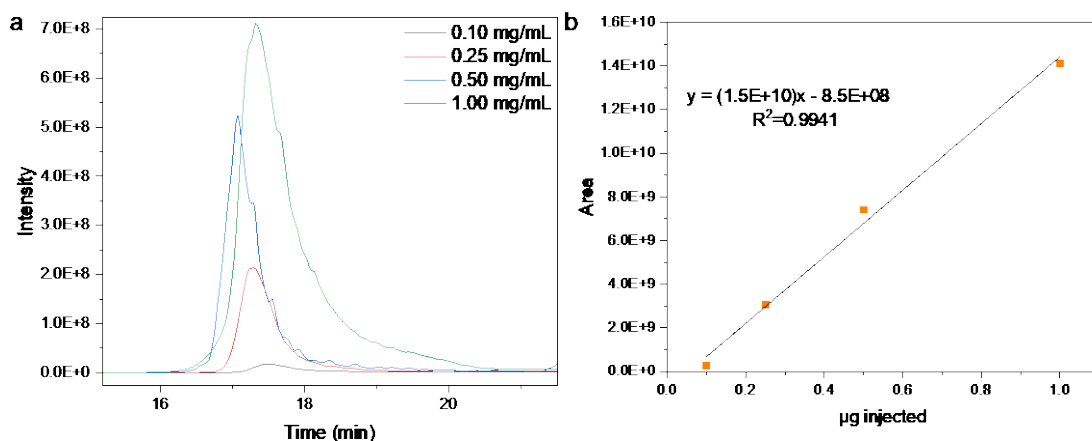 a
7.0E+8
6.0E+8
5.0E+8
4.0E+8
3.0E+8
2.0E+8
1.0E+8
0.0E+0
Intensity
0.10 mg/mL
0.25 mg/mL
0.50 mg/mL
1.00 mg/mL
16
18
20
Time (min)
b
1.6E+10
1.4E+10
1.2E+10
1.0E+10
8.0E+9
6.0E+9
4.0E+9
2.0E+9
0.0E+0
Area
y = (1.5E+10)x - 8.5E+08
R²=0.9941
0.0
0.2
0.4
0.6
0.8
1.0
µg injected